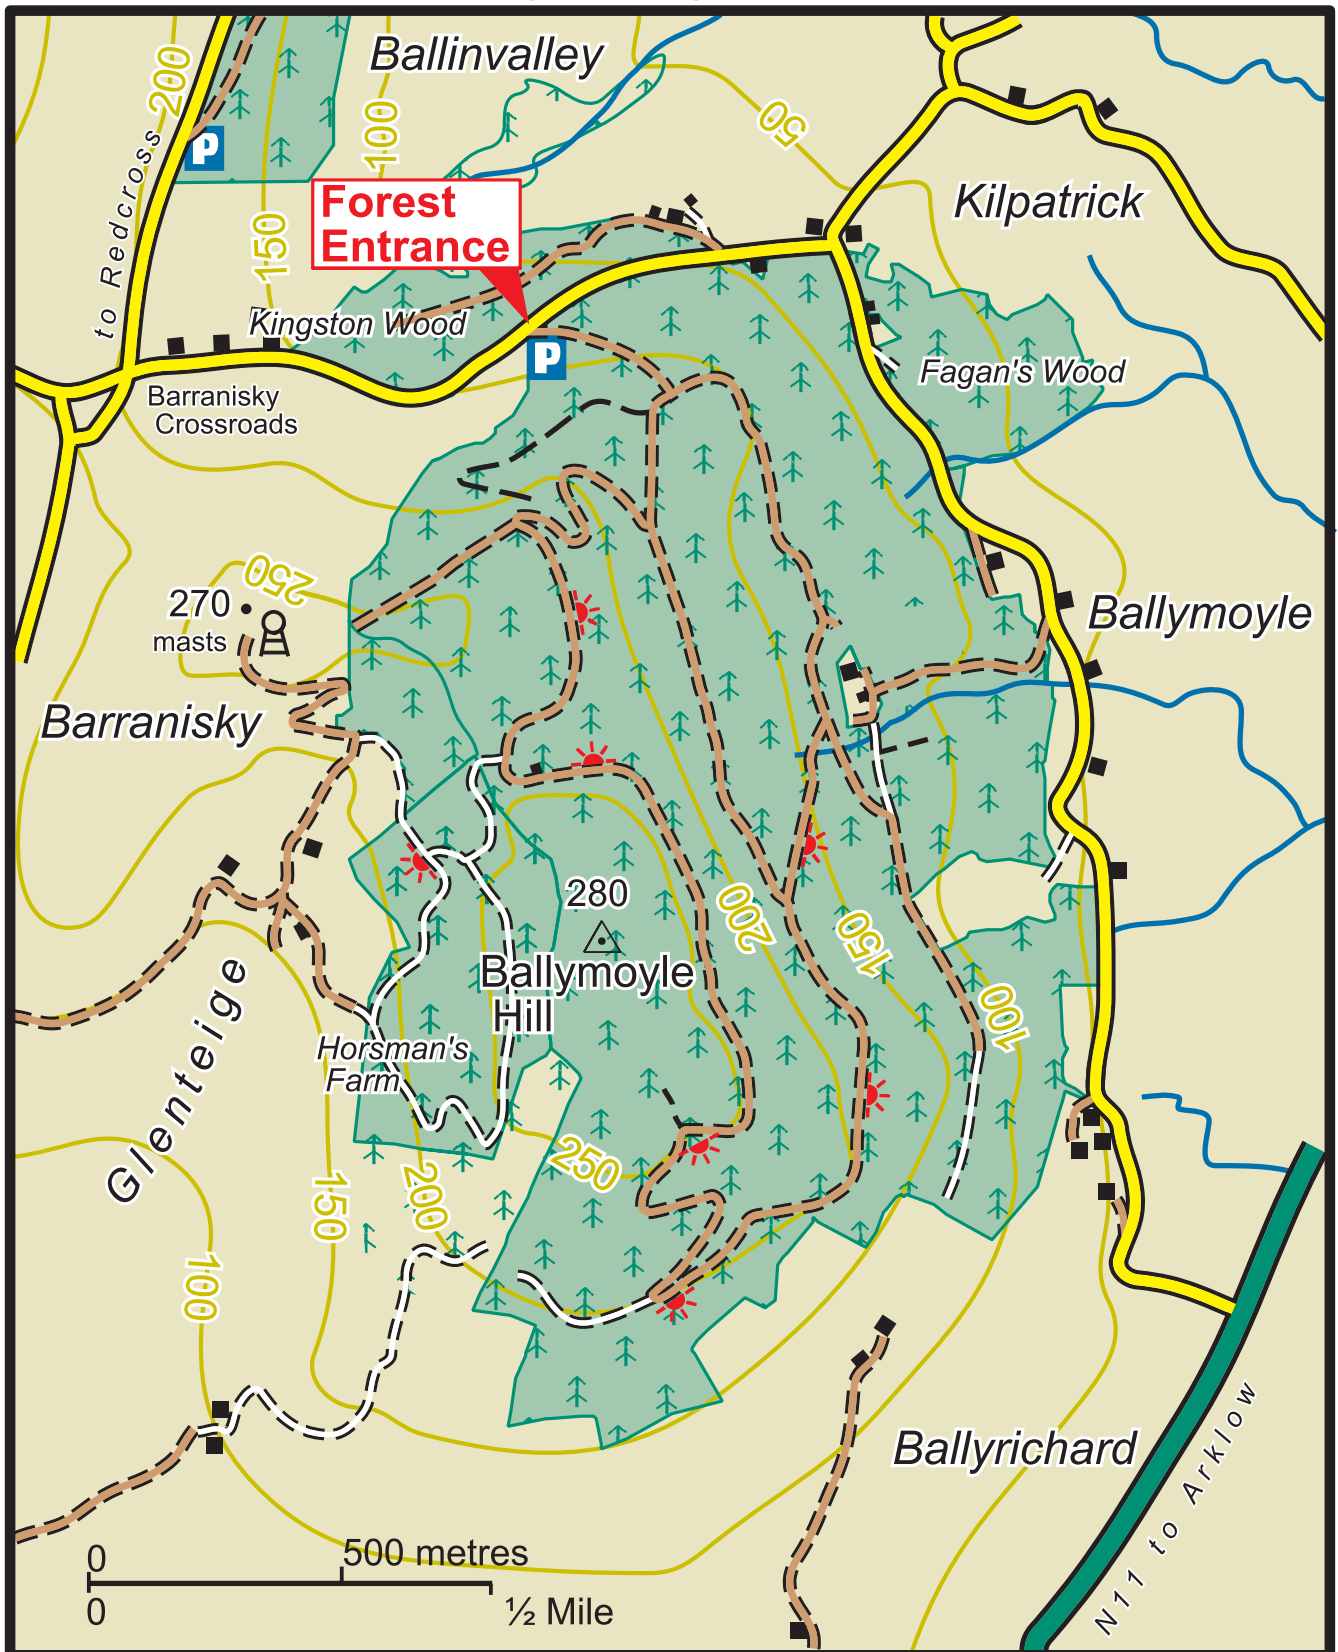 Ballinvalley
200
100
50
to Redcross
P
Forest
Entrance
Kilpatrick
150
Kingston Wood
P
Fagan's Wood
Barranisky
Crossroads
250
270
masts
Ballymoyle
Barranisky
280
200
150
Ballymoyle
Hill
Glenteige
100
Horsman's
Farm
250
150
200
100
Ballyrichard
N11 to Arklow
0
500 metres
0
½ Mile